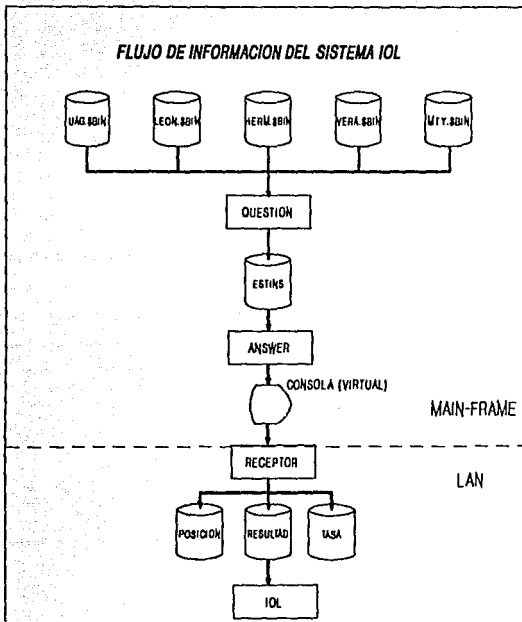 FLUJO DE INFORMACION DEL SISTEMA IOL
UAG.$BIN LEON.$BIN HERM.$BIN VERA.$BIN MTY.$BIN
QUESTION
ESTINS
ANSWER
CONSOLA (VIRTUAL)
MAIN-FRAME
RECEPTOR
LAN
POSICION RESULTAD TASA
IOL